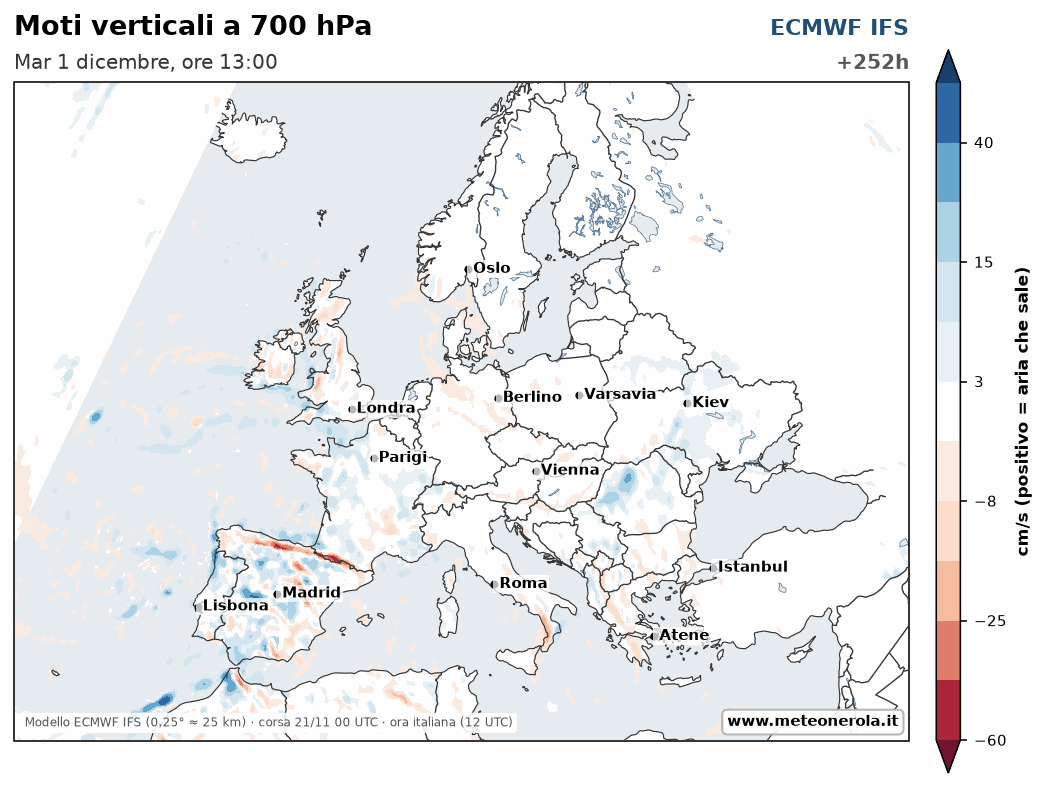 Moti verticali a 700 hPa
ECMWF IFS
Mar 1 dicembre, ore 13:00
+252h
40
15
3
−8
−25
−60
cm/s (positivo = aria che sale)
Oslo
Londra
Berlino
Varsavia
Kiev
Parigi
Vienna
Istanbul
Roma
Madrid
Lisbona
Atene
Modello ECMWF IFS (0,25° ≈ 25 km) · corsa 21/11 00 UTC · ora italiana (12 UTC)
www.meteonerola.it